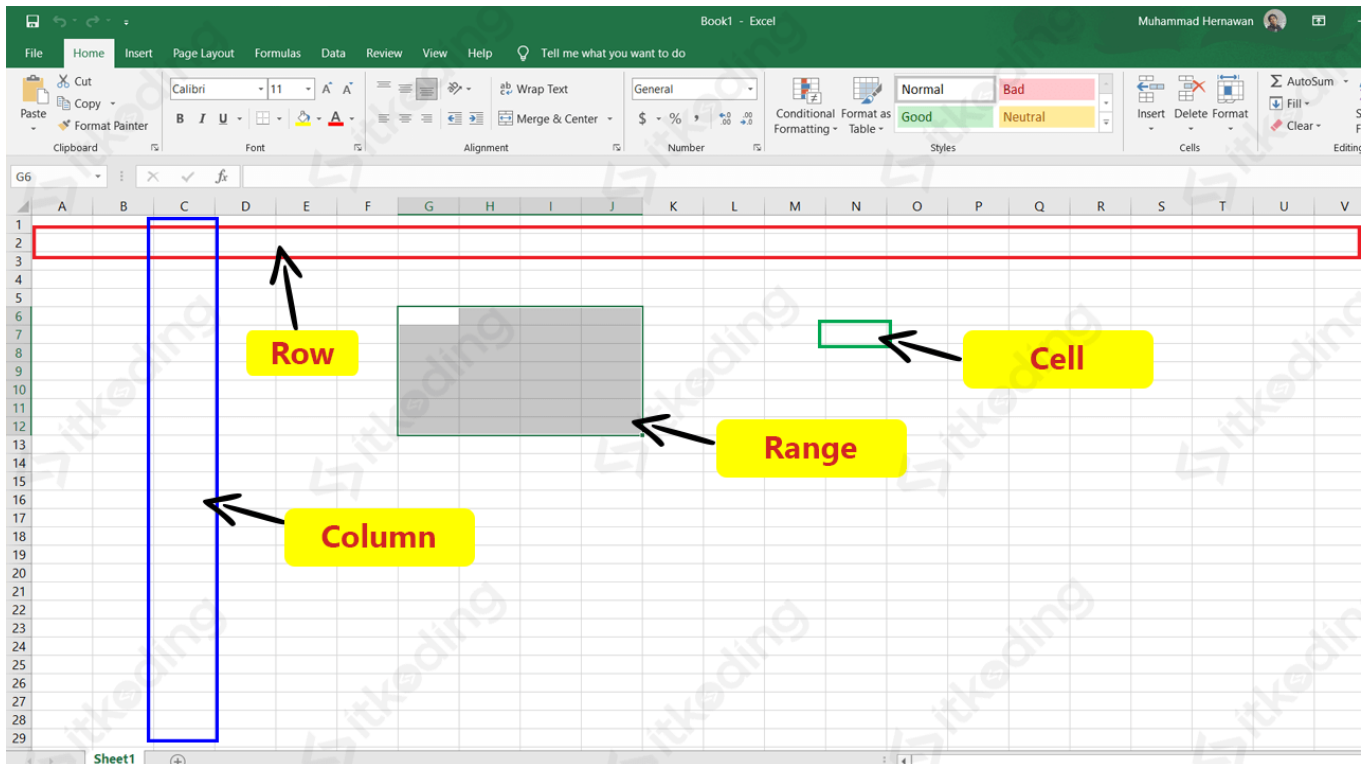 Book1 - Excel
Muhammad Hernawan
File Home Insert Page Layout Formulas Data Review View Help Tell me what you want to do
Paste
Cut
Copy
Format Painter
Clipboard
Calibri 11 A A
B I U A
Font
ab Wrap Text
Merge & Center
Alignment
General
$ % ,
Number
Conditional Formatting
Format as Table
Normal Bad
Good Neutral
Styles
Insert Delete Format
Cells
AutoSum
Fill
Clear
Editing
G6 fx
A B C D E F G H I J K L M N O P Q R S T U V
1
2
3
4
5
6
7
8
9
10
11
12
13
14
15
16
17
18
19
20
21
22
23
24
25
26
27
28
29
Row
Cell
Range
Column
Sheet1
itkoding